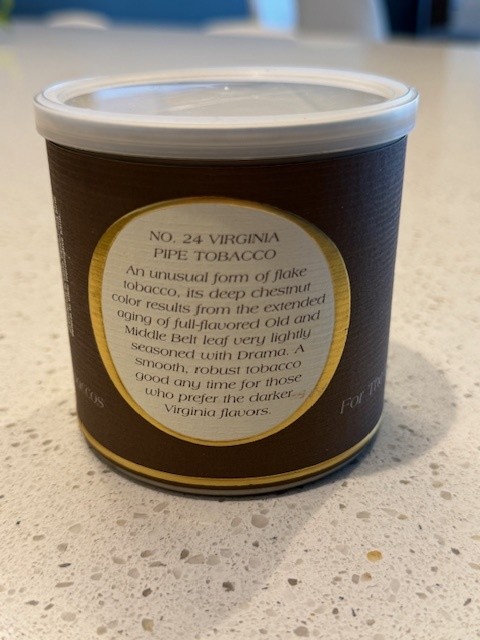 NO. 24 VIRGINIA
PIPE TOBACCO
An unusual form of flake
tobacco, its deep chestnut
color results from the extended
aging of full-flavored Old and
Middle Belt leaf very lightly
seasoned with Drama. A
smooth, robust tobacco
good any time for those
who prefer the darker
Virginia flavors.
For